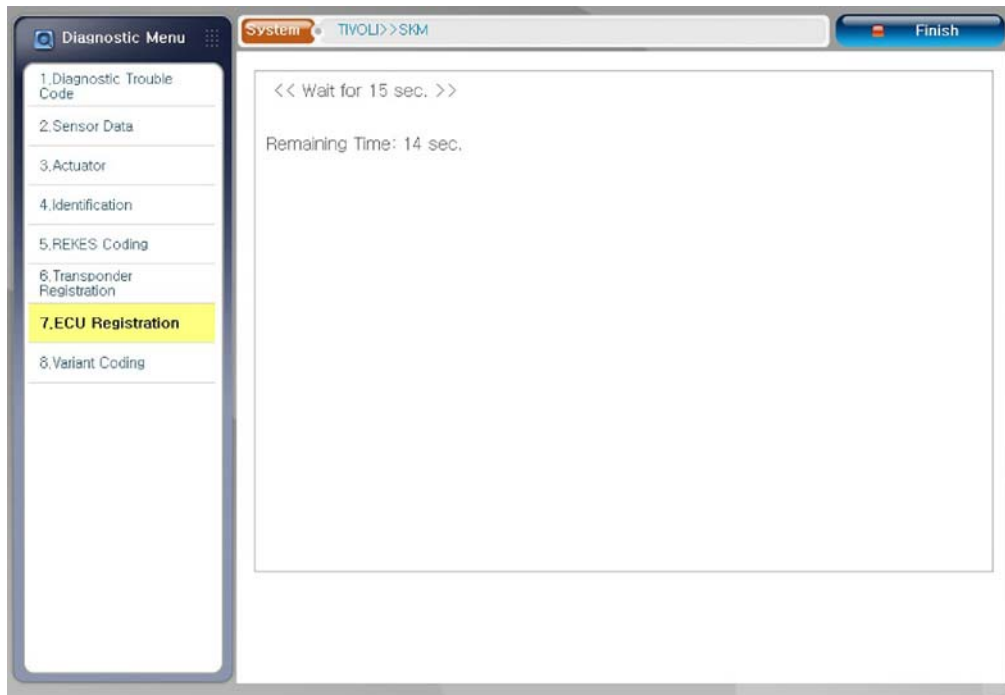 Diagnostic Menu
System
TIVOLI>>SKM
Finish
1.Diagnostic Trouble
Code
2.Sensor Data
3.Actuator
4.Identification
5.REKES Coding
6.Transponder
Registration
7.ECU Registration
8.Variant Coding
<< Wait for 15 sec. >>
Remaining Time: 14 sec.